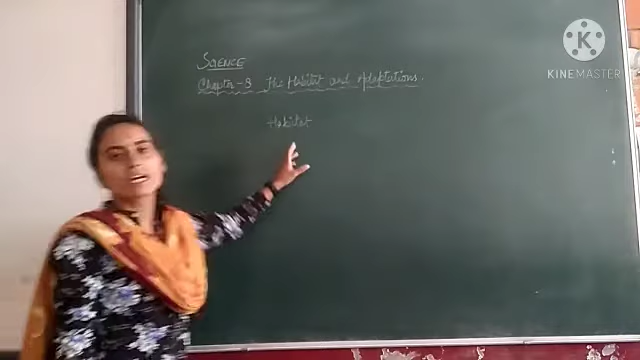 SCIENCE
Chapter-8 The Habitat and Adaptations.
Habitat
KINEMASTER